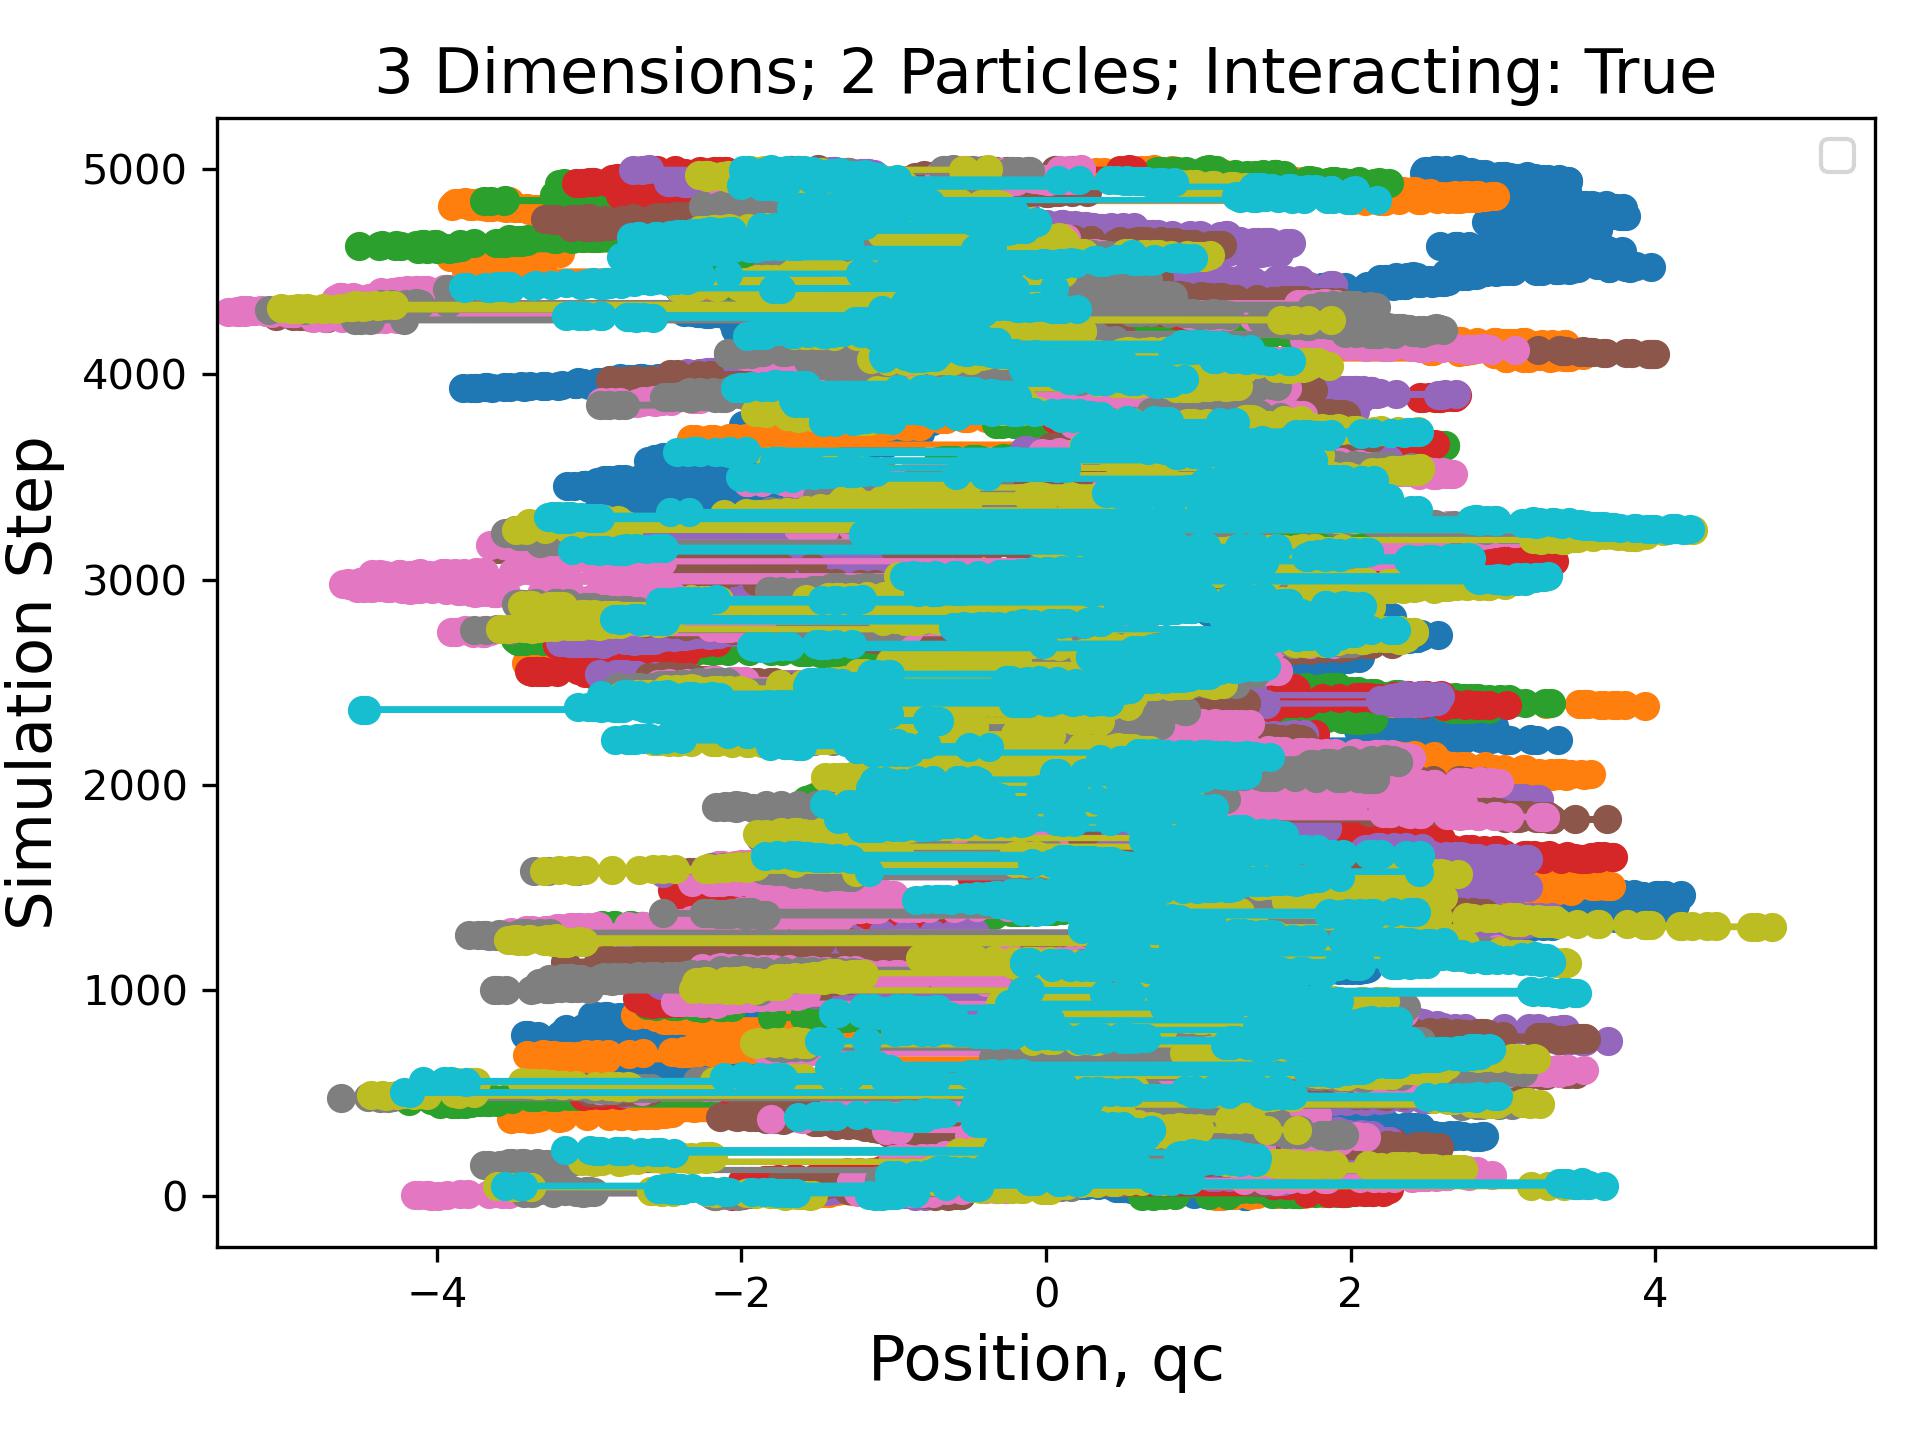 3 Dimensions; 2 Particles; Interacting: True
Simulation Step
5000
4000
3000
2000
1000
0
−4 −2 0 2 4
Position, qc